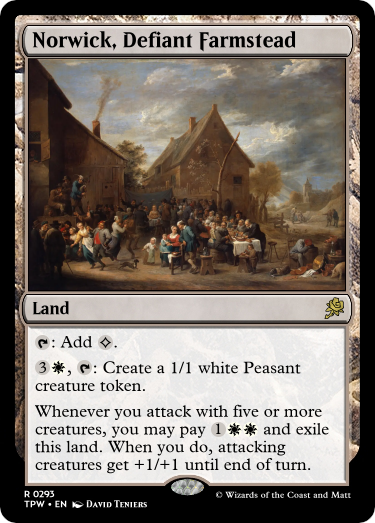 Norwick, Defiant Farmstead
Land
: Add .
3, : Create a 1/1 white Peasant
creature token.
Whenever you attack with five or more
creatures, you may pay 1 and exile
this land. When you do, attacking
creatures get +1/+1 until end of turn.
R 0293
TPW • EN David Teniers
© Wizards of the Coast and Matt